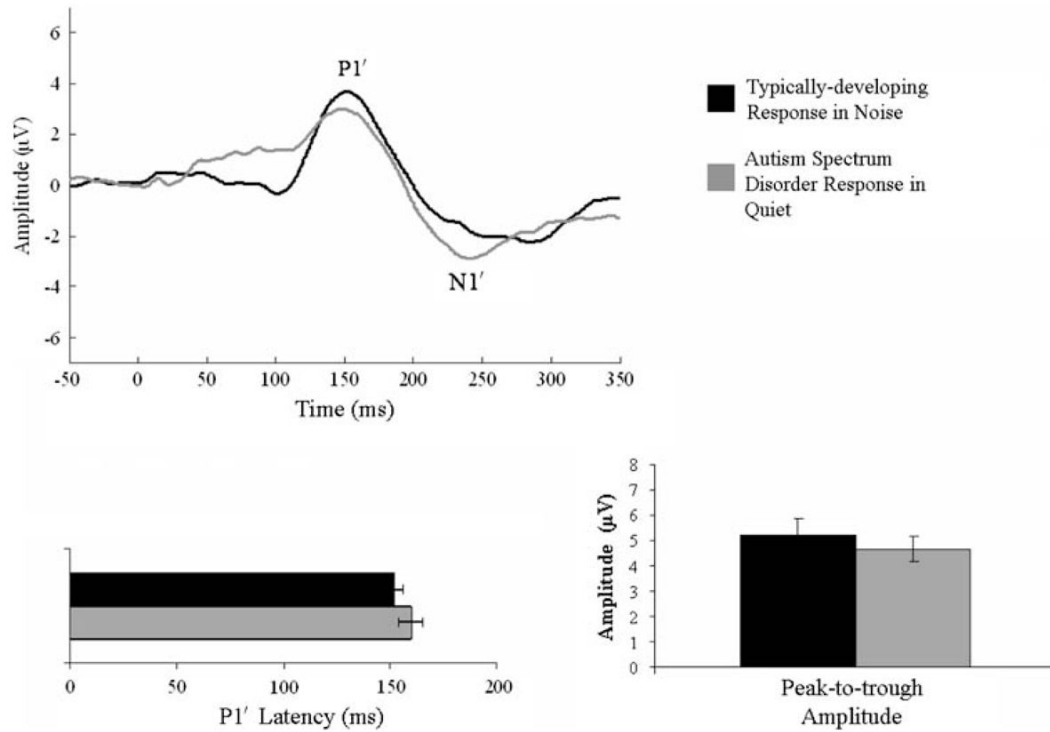 6
4
2
0
-2
-4
-6
Amplitude (µV)
P1′
N1′
-50 0 50 100 150 200 250 300 350
Time (ms)
Typically-developing
Response in Noise
Autism Spectrum
Disorder Response in
Quiet
0 50 100 150 200
P1′ Latency (ms)
8
7
6
5
4
3
2
1
0
Amplitude (µV)
Peak-to-trough
Amplitude